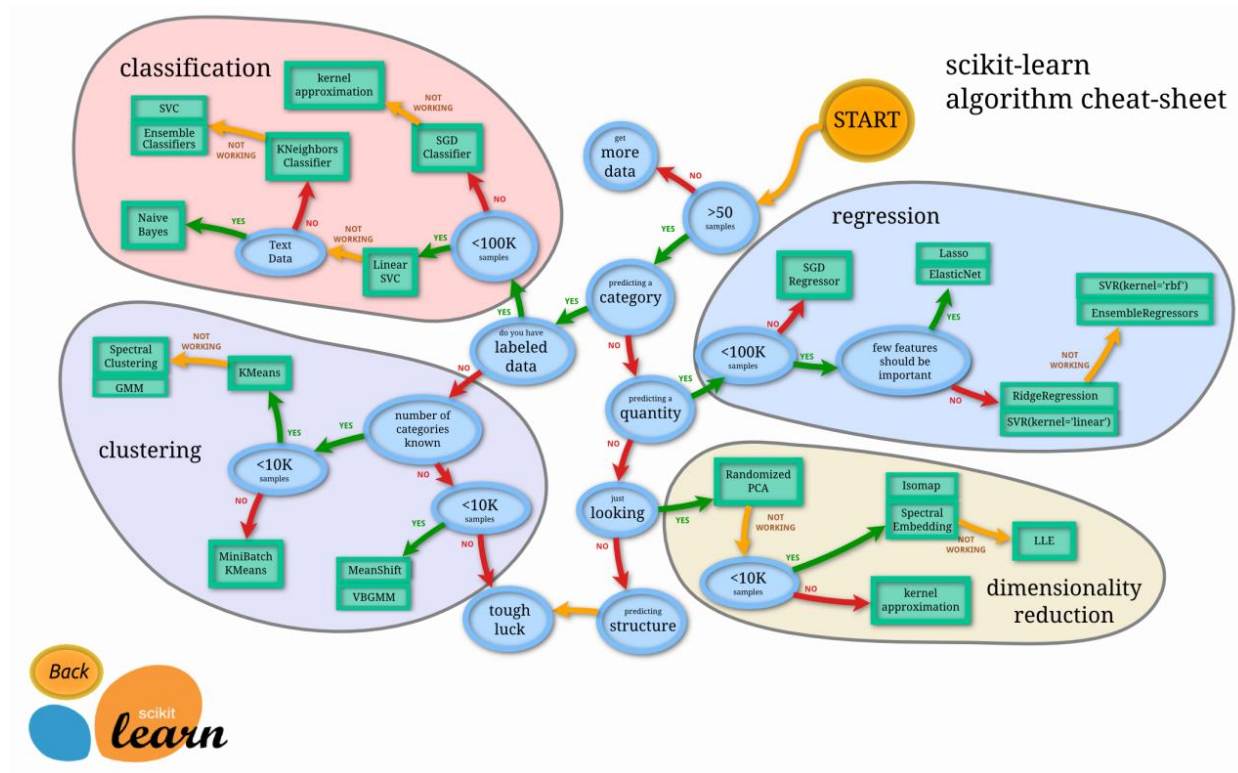 scikit-learn
algorithm cheat-sheet
START
get
more
data
NO
>50
samples
YES
predicting a
category
YES
NO
do you have
labeled
data
YES
NO
predicting a
quantity
YES
NO
just
looking
YES
NO
predicting
structure
tough
luck
classification
kernel
approximation
NOT
WORKING
SGD
Classifier
NO
<100K
samples
YES
Linear
SVC
NOT
WORKING
Text
Data
YES
Naive
Bayes
NO
KNeighbors
Classifier
NOT
WORKING
SVC
Ensemble
Classifiers
regression
<100K
samples
NO
SGD
Regressor
YES
few features
should be
important
YES
Lasso
ElasticNet
NO
RidgeRegression
SVR(kernel='linear')
NOT
WORKING
SVR(kernel='rbf')
EnsembleRegressors
clustering
number of
categories
known
YES
<10K
samples
YES
KMeans
NOT
WORKING
Spectral
Clustering
GMM
NO
MiniBatch
KMeans
NO
<10K
samples
YES
MeanShift
VBGMM
NO
dimensionality
reduction
Randomized
PCA
NOT
WORKING
<10K
samples
YES
Isomap
Spectral
Embedding
NOT
WORKING
LLE
NO
kernel
approximation
Back
scikit
learn